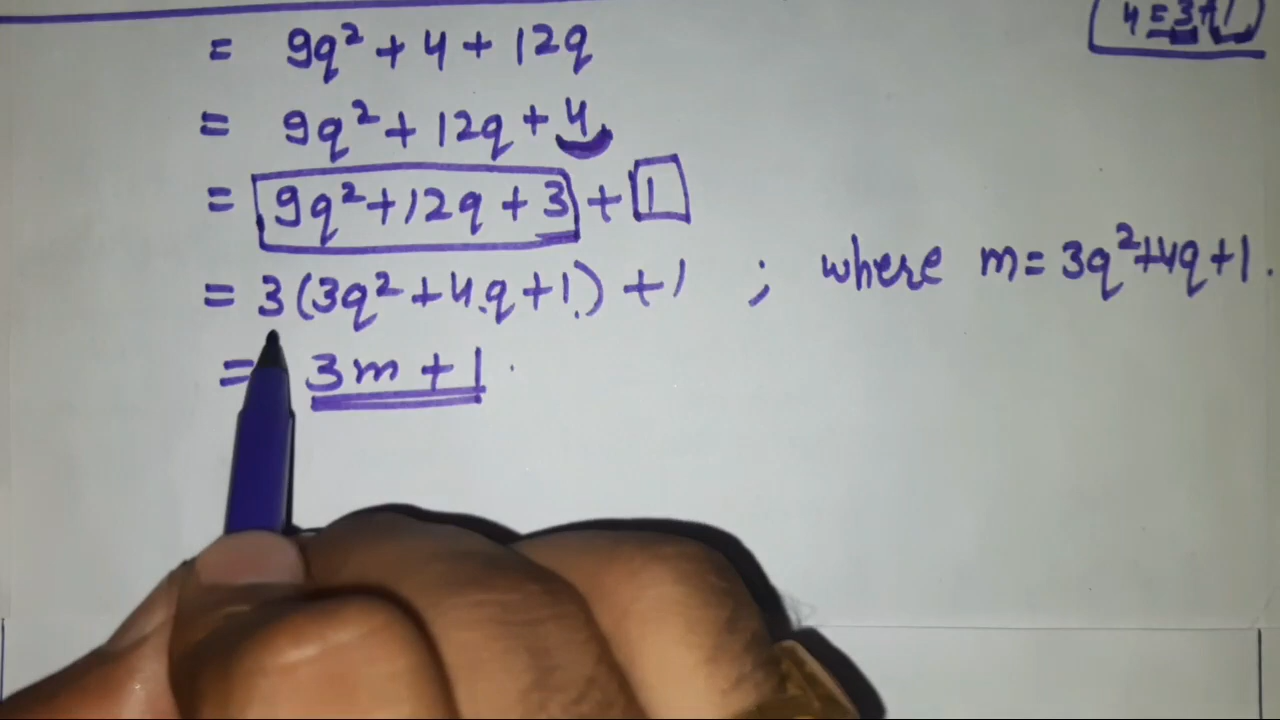 4 = 3+1
= 9q² + 4 + 12q
= 9q² + 12q + 4
= 9q² + 12q + 3 + 1
= 3(3q² + 4q + 1) + 1 ; where m = 3q² + 4q + 1.
= 3m + 1.